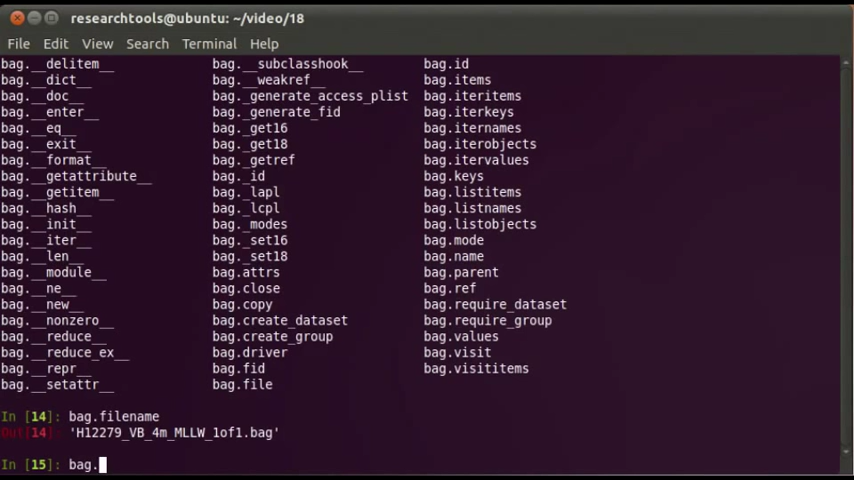 researchtools@ubuntu: ~/video/18
File Edit View Search Terminal Help
bag.__delitem__ bag.__subclasshook__ bag.id
bag.__dict__ bag.__weakref__ bag.items
bag.__doc__ bag._generate_access_plist bag.iteritems
bag.__enter__ bag._generate_fid bag.iterkeys
bag.__eq__ bag._get16 bag.iternames
bag.__exit__ bag._get18 bag.iterobjects
bag.__format__ bag._getref bag.itervalues
bag.__getattribute__ bag._id bag.keys
bag.__getitem__ bag._lapl bag.listitems
bag.__hash__ bag._lcpl bag.listnames
bag.__init__ bag._modes bag.listobjects
bag.__iter__ bag._set16 bag.mode
bag.__len__ bag._set18 bag.name
bag.__module__ bag.attrs bag.parent
bag.__ne__ bag.close bag.ref
bag.__new__ bag.copy bag.require_dataset
bag.__nonzero__ bag.create_dataset bag.require_group
bag.__reduce__ bag.create_group bag.values
bag.__reduce_ex__ bag.driver bag.visit
bag.__repr__ bag.fid bag.visititems
bag.__setattr__ bag.file
In [14]: bag.filename
Out[14]: 'H12279_VB_4m_MLLW_1of1.bag'
In [15]: bag.